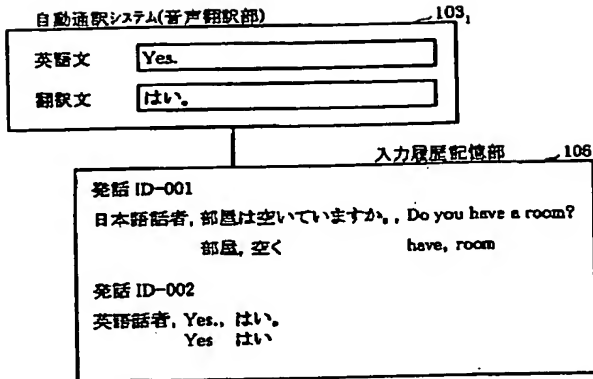 自動通訳システム(音声翻訳部) 103₁
英語文 Yes.
翻訳文 はい。
入力履歴記憶部 106
発話 ID-001
日本語話者, 部屋は空いていますか。, Do you have a room?
部屋, 空く have, room
発話 ID-002
英語話者, Yes., はい。
Yes はい